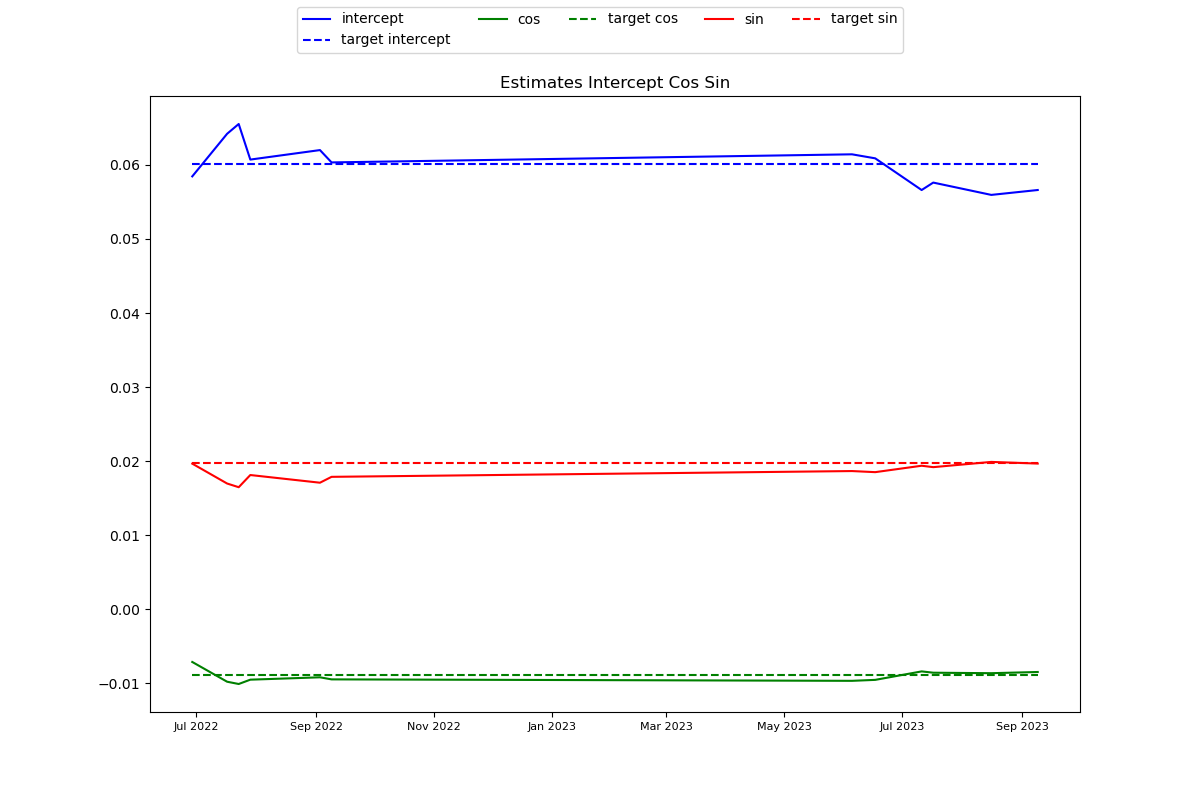 intercept cos target cos sin target sin
target intercept
Estimates Intercept Cos Sin
0.06
0.05
0.04
0.03
0.02
0.01
0.00
−0.01
Jul 2022 Sep 2022 Nov 2022 Jan 2023 Mar 2023 May 2023 Jul 2023 Sep 2023